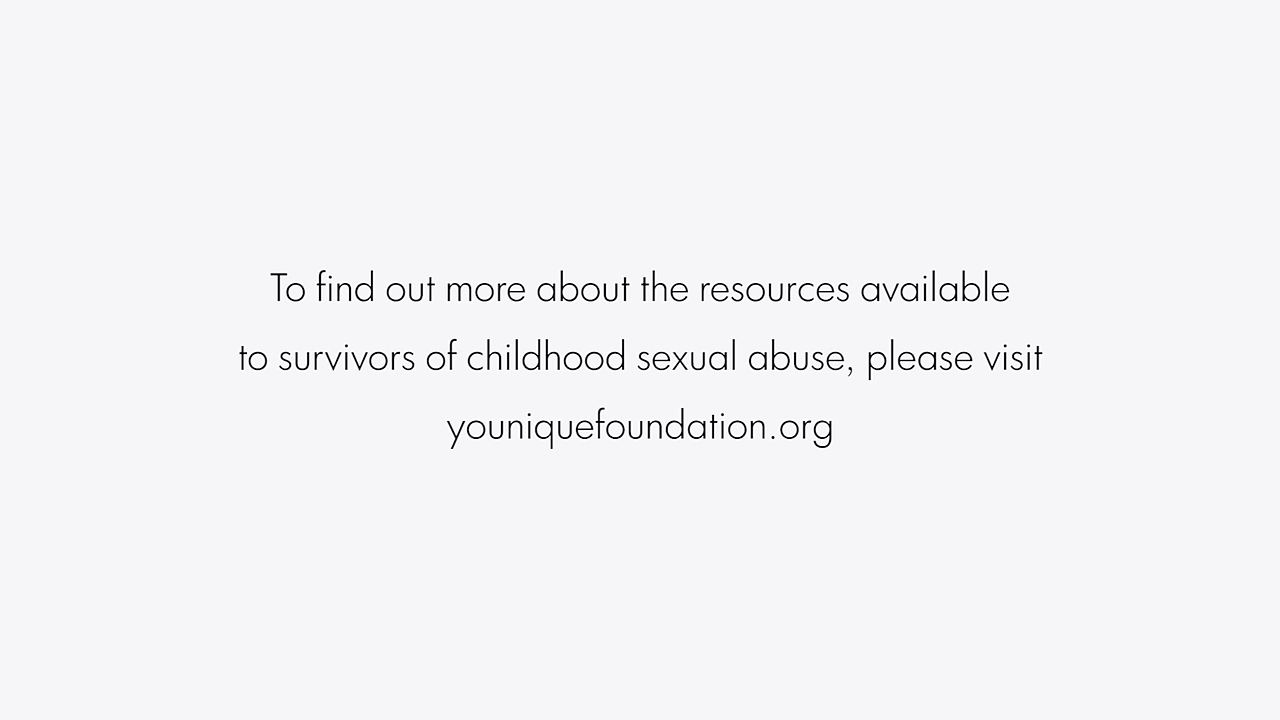 To find out more about the resources available
to survivors of childhood sexual abuse, please visit
youniquefoundation.org